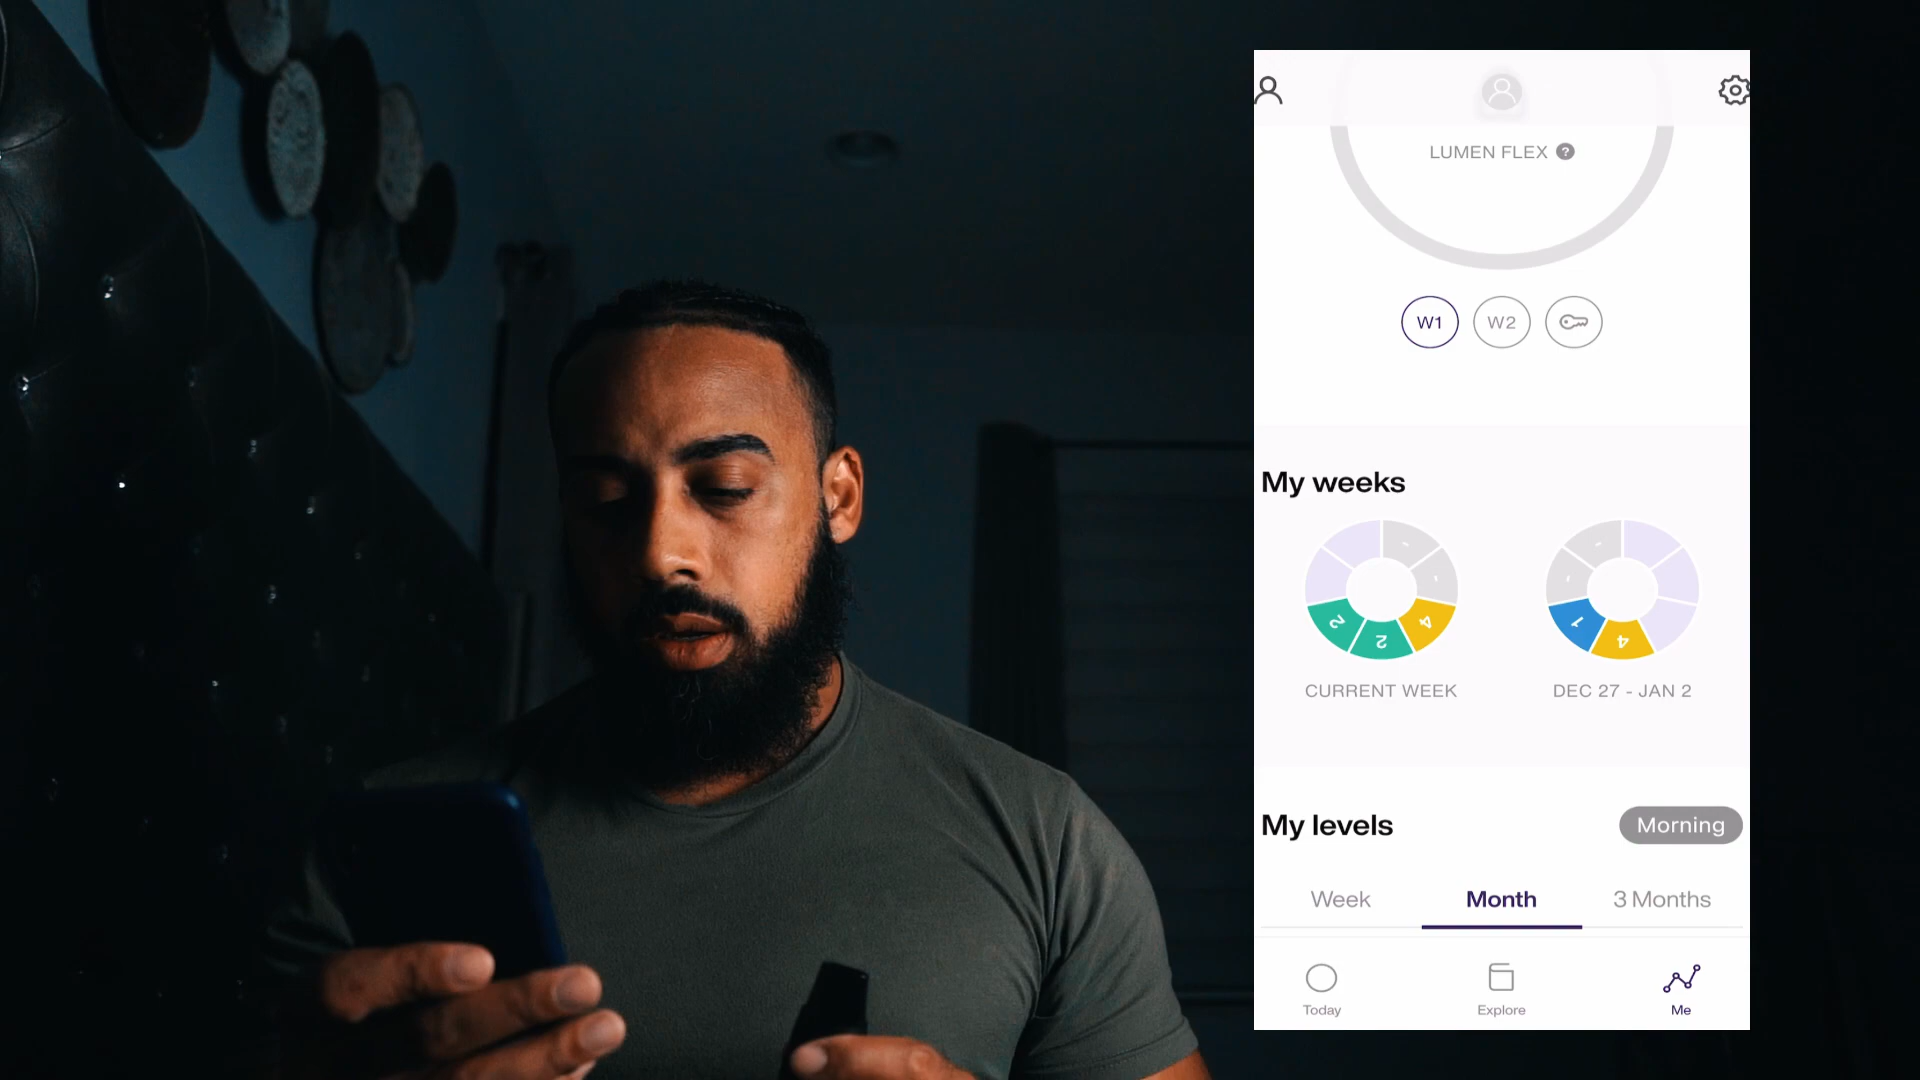 LUMEN FLEX ?
W1 W2
My weeks
- - 4 2 2
- - 1 4
CURRENT WEEK DEC 27 - JAN 2
My levels Morning
Week Month 3 Months
Today Explore Me